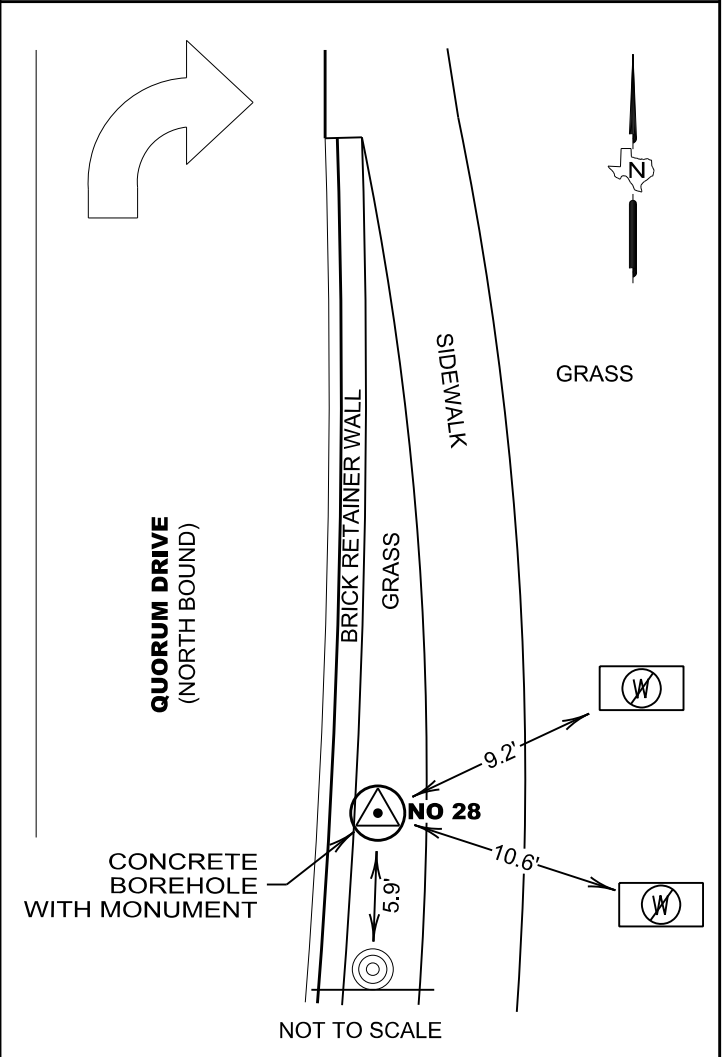 N
SIDEWALK
GRASS
BRICK RETAINER WALL
GRASS
QUORUM DRIVE
(NORTH BOUND)
W
9.2'
NO 28
10.6'
CONCRETE
BOREHOLE
WITH MONUMENT
5.9'
W
NOT TO SCALE